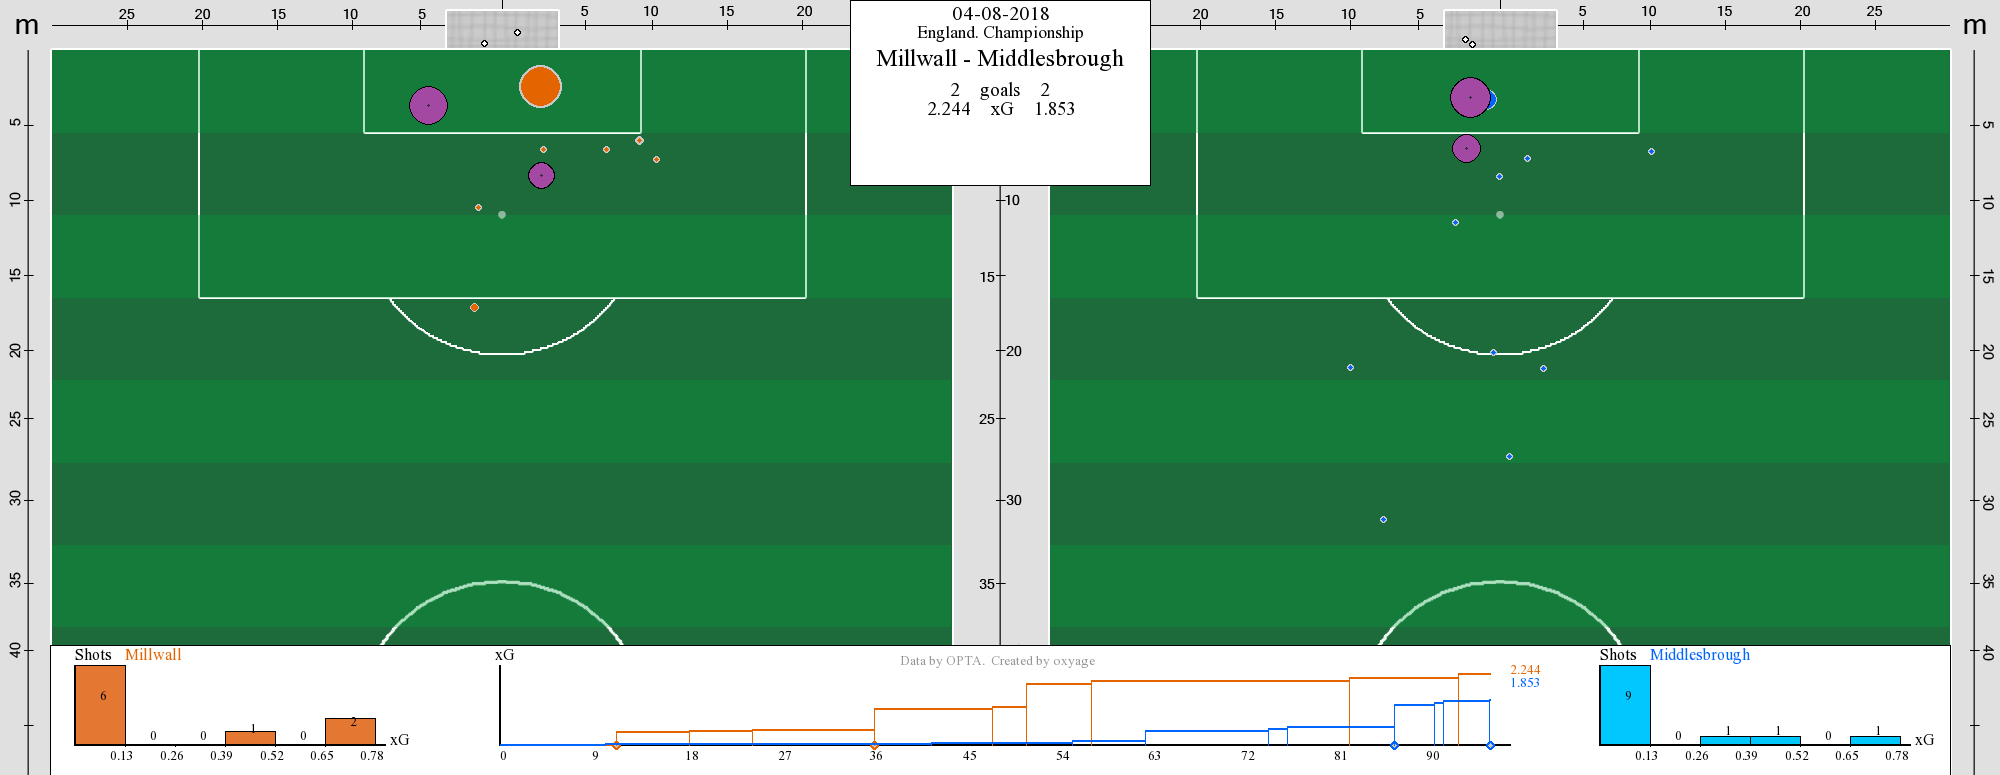 m 25 20 15 10 5 5 10 15 20
04-08-2018
England. Championship
Millwall - Middlesbrough
2 goals 2
2.244 xG 1.853
20 15 10 5 5 10 15 20 25 m
5
10
15
20
25
30
35
40
10
15
20
25
30
35
5
10
15
20
25
30
35
40
Shots Millwall
6 0 0 1 0 2 xG
0.13 0.26 0.39 0.52 0.65 0.78
xG
Data by OPTA. Created by oxyage
2.244
1.853
0 9 18 27 36 45 54 63 72 81 90
Shots Middlesbrough
9 0 1 1 0 1 xG
0.13 0.26 0.39 0.52 0.65 0.78